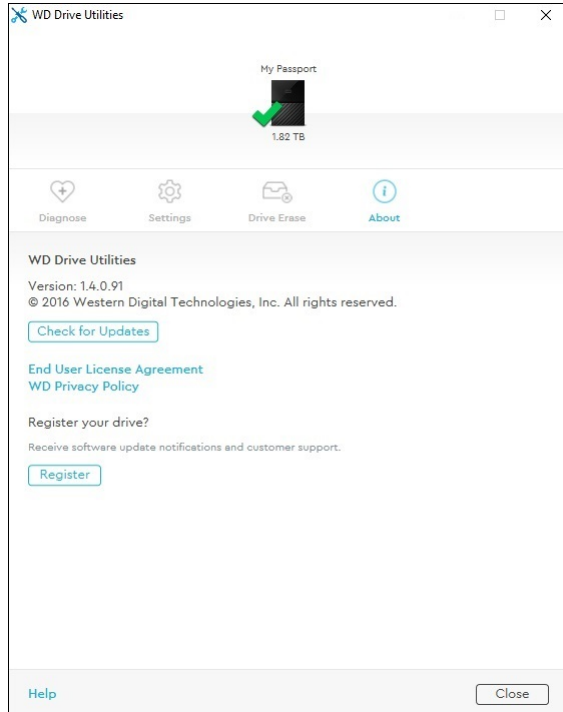 WD Drive Utilities
My Passport
1.82 TB
Diagnose Settings Drive Erase About
WD Drive Utilities
Version: 1.4.0.91
© 2016 Western Digital Technologies, Inc. All rights reserved.
Check for Updates
End User License Agreement
WD Privacy Policy
Register your drive?
Receive software update notifications and customer support.
Register
Help Close